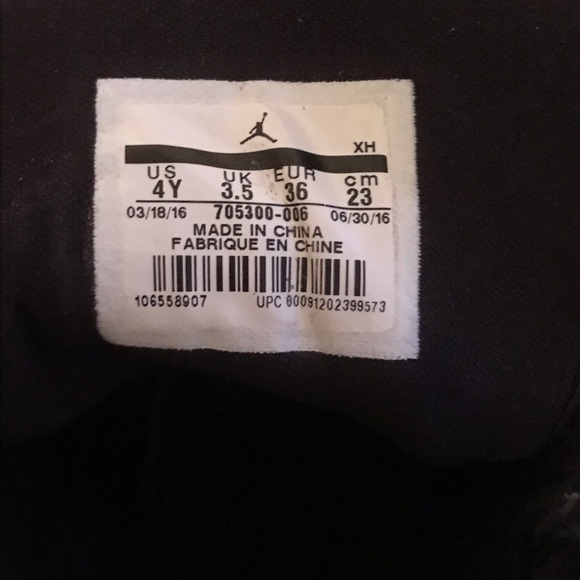 XH
US UK EUR cm
4Y 3.5 36 23
03/18/16 705300-006 06/30/16
MADE IN CHINA
FABRIQUE EN CHINE
106558907 UPC 00091202399573